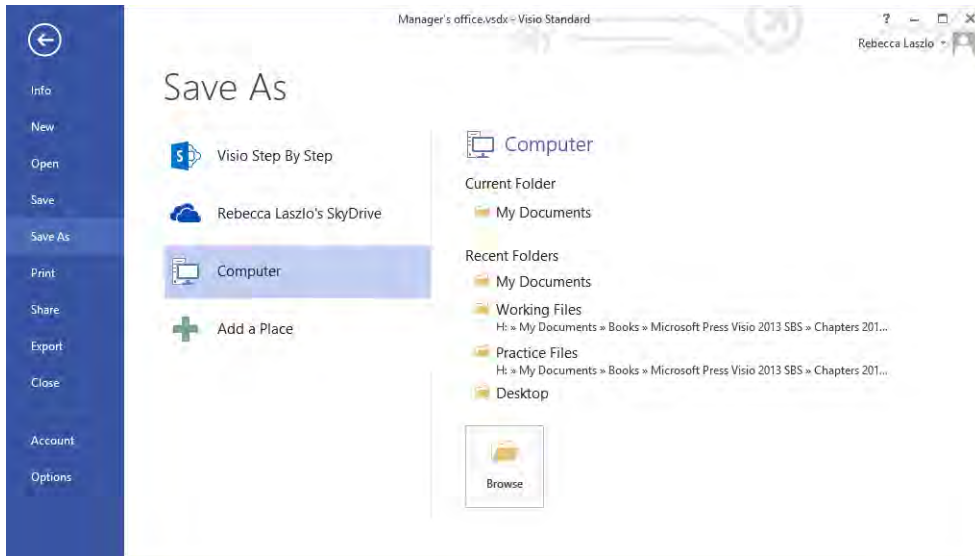 Manager's office.vsdx - Visio Standard
?
Rebecca Laszlo
Info
New
Open
Save
Save As
Print
Share
Export
Close
Account
Options
Save As
S
Visio Step By Step
Rebecca Laszlo's SkyDrive
Computer
Add a Place
Computer
Current Folder
My Documents
Recent Folders
My Documents
Working Files
H: » My Documents » Books » Microsoft Press Visio 2013 SBS » Chapters 201...
Practice Files
H: » My Documents » Books » Microsoft Press Visio 2013 SBS » Chapters 201...
Desktop
Browse